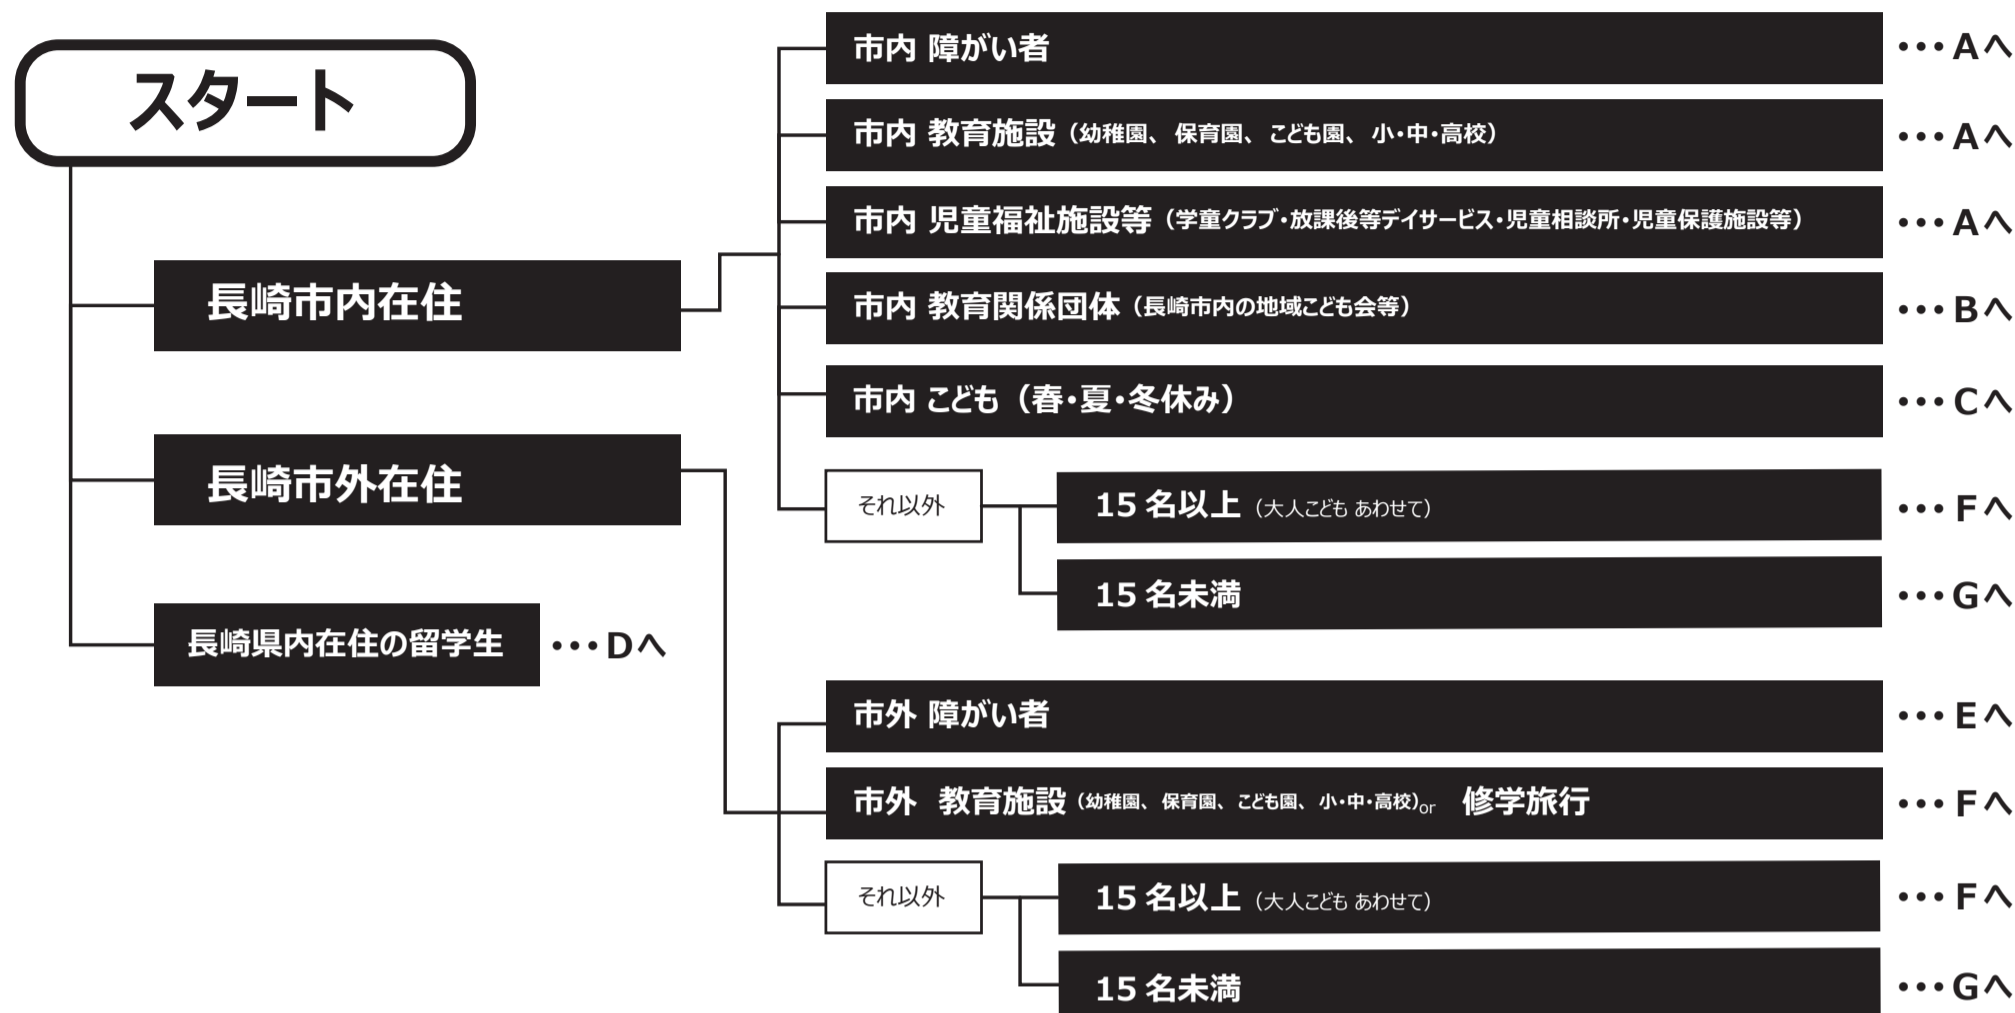 スタート
長崎市内在住
市内 障がい者 ･･･Aへ
市内 教育施設（幼稚園、保育園、こども園、小・中・高校） ･･･Aへ
市内 児童福祉施設等（学童クラブ・放課後等デイサービス・児童相談所・児童保護施設等） ･･･Aへ
市内 教育関係団体（長崎市内の地域こども会等） ･･･Bへ
市内 こども（春・夏・冬休み） ･･･Cへ
それ以外
15 名以上（大人こども あわせて） ･･･Fへ
15 名未満 ･･･Gへ
長崎市外在住
市外 障がい者 ･･･Eへ
市外 教育施設（幼稚園、保育園、こども園、小・中・高校）or 修学旅行 ･･･Fへ
それ以外
15 名以上（大人こども あわせて） ･･･Fへ
15 名未満 ･･･Gへ
長崎県内在住の留学生 ･･･Dへ